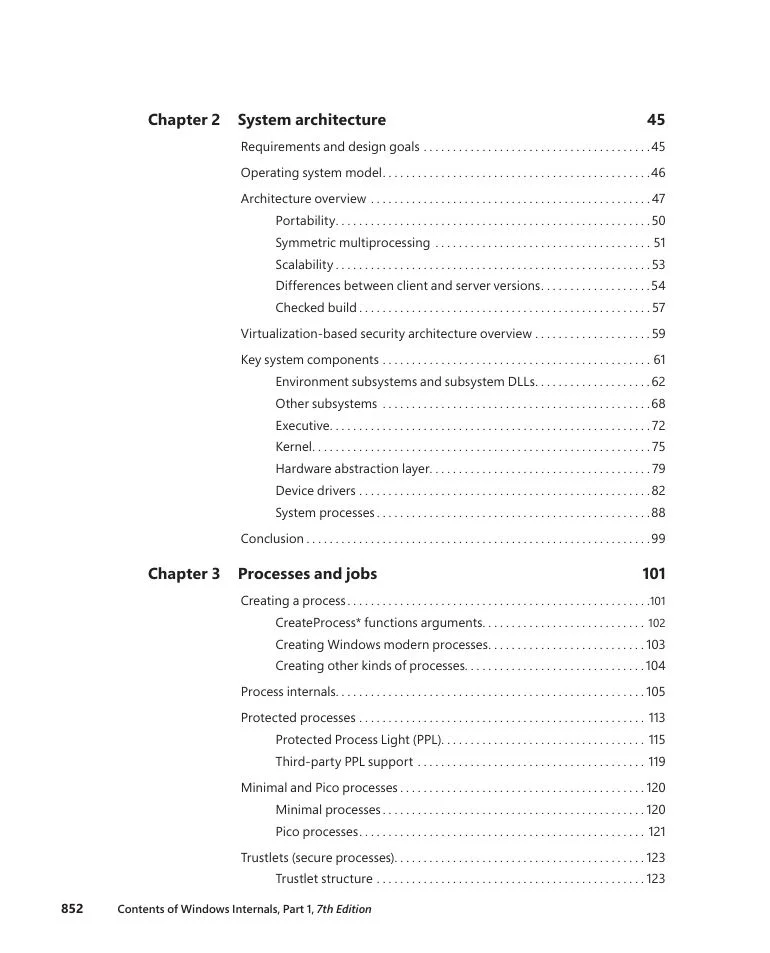 Chapter 2 System architecture 45
Requirements and design goals . . . . . . . . . . . . . . . . . . . . . . . . . . . . . . . . . . . . . . 45
Operating system model. . . . . . . . . . . . . . . . . . . . . . . . . . . . . . . . . . . . . . . . . . . . . 46
Architecture overview . . . . . . . . . . . . . . . . . . . . . . . . . . . . . . . . . . . . . . . . . . . . . . . 47
Portability. . . . . . . . . . . . . . . . . . . . . . . . . . . . . . . . . . . . . . . . . . . . . . . . . . . . . 50
Symmetric multiprocessing . . . . . . . . . . . . . . . . . . . . . . . . . . . . . . . . . . . . 51
Scalability . . . . . . . . . . . . . . . . . . . . . . . . . . . . . . . . . . . . . . . . . . . . . . . . . . . . . 53
Differences between client and server versions. . . . . . . . . . . . . . . . . . . 54
Checked build . . . . . . . . . . . . . . . . . . . . . . . . . . . . . . . . . . . . . . . . . . . . . . . . . 57
Virtualization-based security architecture overview . . . . . . . . . . . . . . . . . . . 59
Key system components . . . . . . . . . . . . . . . . . . . . . . . . . . . . . . . . . . . . . . . . . . . . . 61
Environment subsystems and subsystem DLLs. . . . . . . . . . . . . . . . . . . . 62
Other subsystems . . . . . . . . . . . . . . . . . . . . . . . . . . . . . . . . . . . . . . . . . . . . . 68
Executive. . . . . . . . . . . . . . . . . . . . . . . . . . . . . . . . . . . . . . . . . . . . . . . . . . . . . . 72
Kernel. . . . . . . . . . . . . . . . . . . . . . . . . . . . . . . . . . . . . . . . . . . . . . . . . . . . . . . . . 75
Hardware abstraction layer. . . . . . . . . . . . . . . . . . . . . . . . . . . . . . . . . . . . . 79
Device drivers . . . . . . . . . . . . . . . . . . . . . . . . . . . . . . . . . . . . . . . . . . . . . . . . . 82
System processes . . . . . . . . . . . . . . . . . . . . . . . . . . . . . . . . . . . . . . . . . . . . . . 88
Conclusion . . . . . . . . . . . . . . . . . . . . . . . . . . . . . . . . . . . . . . . . . . . . . . . . . . . . . . . . . . 99
Chapter 3 Processes and jobs 101
Creating a process . . . . . . . . . . . . . . . . . . . . . . . . . . . . . . . . . . . . . . . . . . . . . . . . . . .101
CreateProcess* functions arguments. . . . . . . . . . . . . . . . . . . . . . . . . . . . 102
Creating Windows modern processes. . . . . . . . . . . . . . . . . . . . . . . . . . . 103
Creating other kinds of processes. . . . . . . . . . . . . . . . . . . . . . . . . . . . . . . 104
Process internals. . . . . . . . . . . . . . . . . . . . . . . . . . . . . . . . . . . . . . . . . . . . . . . . . . . . 105
Protected processes . . . . . . . . . . . . . . . . . . . . . . . . . . . . . . . . . . . . . . . . . . . . . . . . 113
Protected Process Light (PPL). . . . . . . . . . . . . . . . . . . . . . . . . . . . . . . . . . . 115
Third-party PPL support . . . . . . . . . . . . . . . . . . . . . . . . . . . . . . . . . . . . . . . 119
Minimal and Pico processes . . . . . . . . . . . . . . . . . . . . . . . . . . . . . . . . . . . . . . . . . 120
Minimal processes . . . . . . . . . . . . . . . . . . . . . . . . . . . . . . . . . . . . . . . . . . . . . 120
Pico processes. . . . . . . . . . . . . . . . . . . . . . . . . . . . . . . . . . . . . . . . . . . . . . . . . 121
Trustlets (secure processes). . . . . . . . . . . . . . . . . . . . . . . . . . . . . . . . . . . . . . . . . . . 123
Trustlet structure . . . . . . . . . . . . . . . . . . . . . . . . . . . . . . . . . . . . . . . . . . . . . . 123
852 Contents of Windows Internals, Part 1, 7th Edition